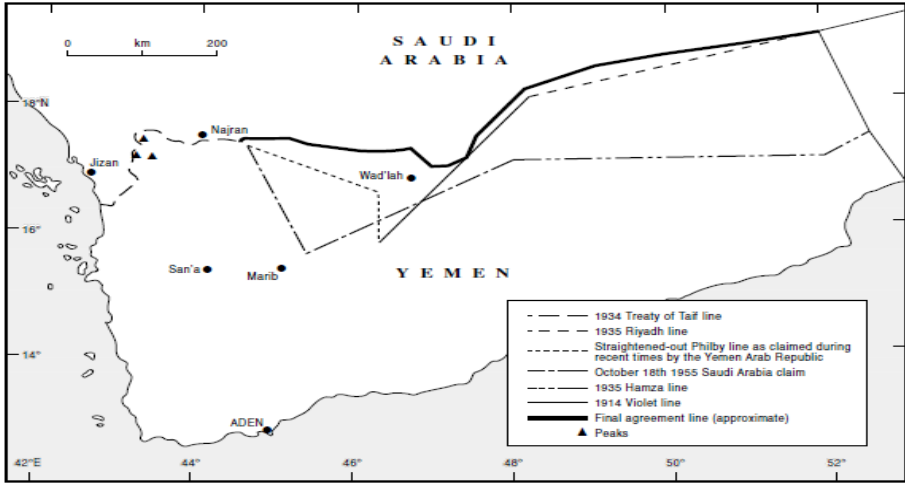 S A U D I
A R A B I A
0 km 200
18°N
Najran
Jizan
Wad'lah
16°
San'a
Marib
Y E M E N
14°
ADEN
42°E 44° 46° 48° 50° 52°
1934 Treaty of Taif line
1935 Riyadh line
Straightened-out Philby line as claimed during
recent times by the Yemen Arab Republic
October 18th 1955 Saudi Arabia claim
1935 Hamza line
1914 Violet line
Final agreement line (approximate)
Peaks